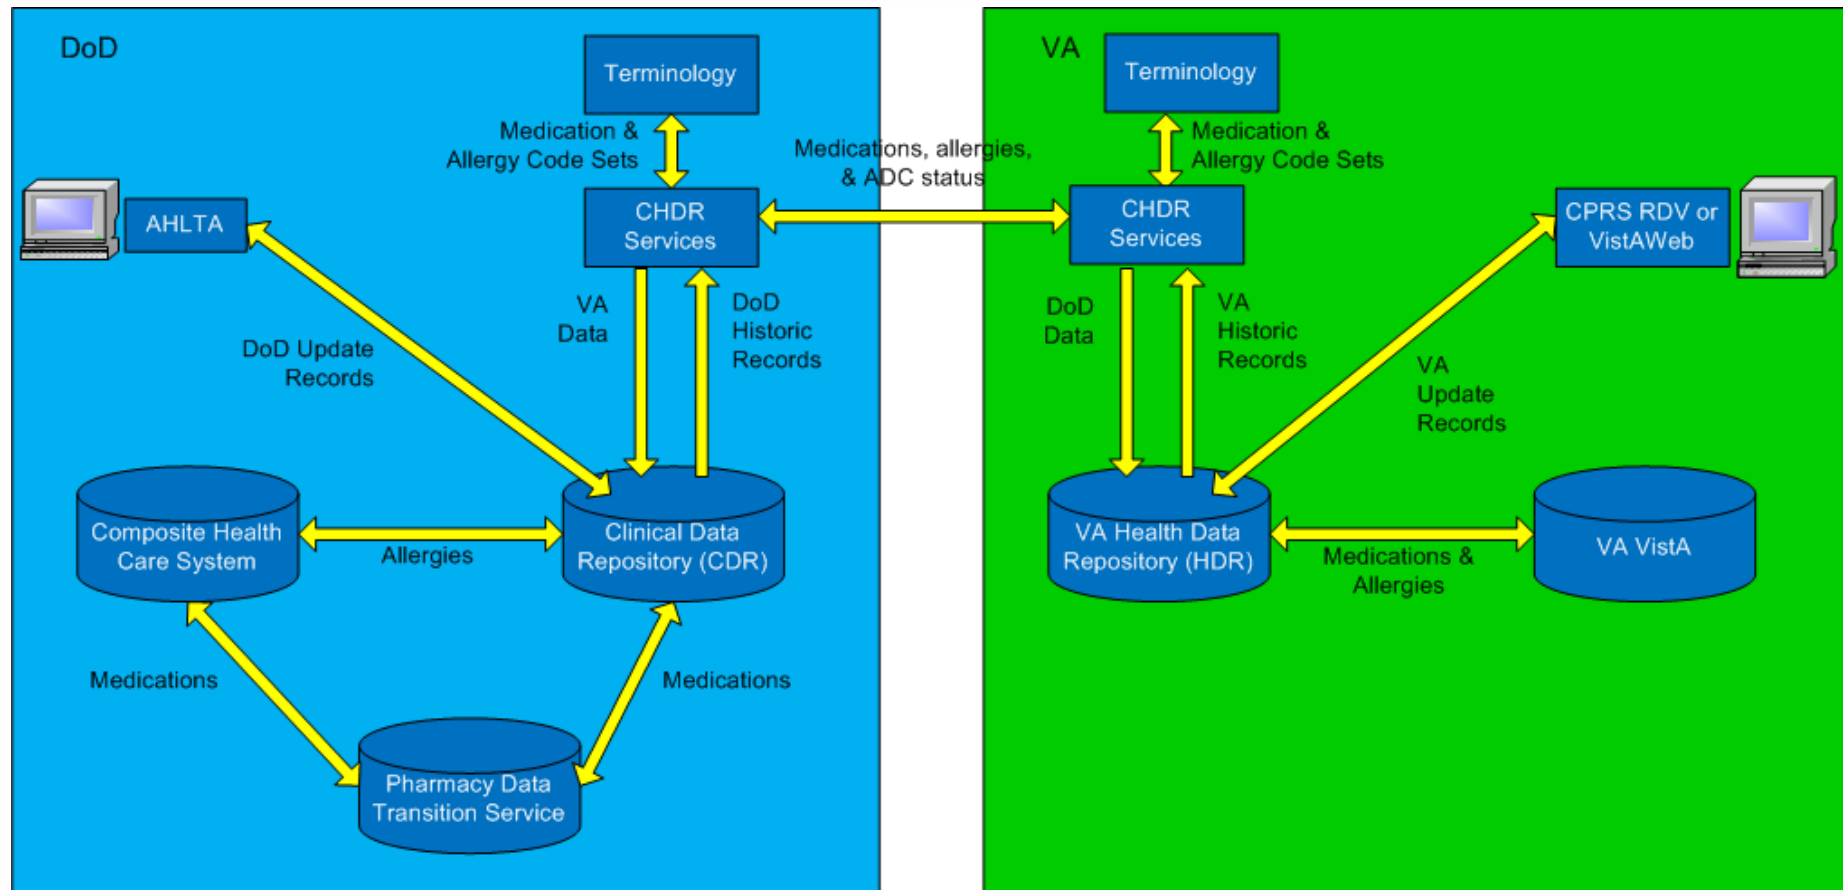 DoD
Terminology
Medication &
Allergy Code Sets
AHLTA
CHDR
Services
Medications, allergies,
& ADC status
VA
Data
DoD
Historic
Records
DoD Update
Records
Composite Health
Care System
Allergies
Clinical Data
Repository (CDR)
Medications
Medications
Pharmacy Data
Transition Service
VA
Terminology
Medication &
Allergy Code Sets
CHDR
Services
CPRS RDV or
VistAWeb
DoD
Data
VA
Historic
Records
VA
Update
Records
VA Health Data
Repository (HDR)
Medications &
Allergies
VA VistA